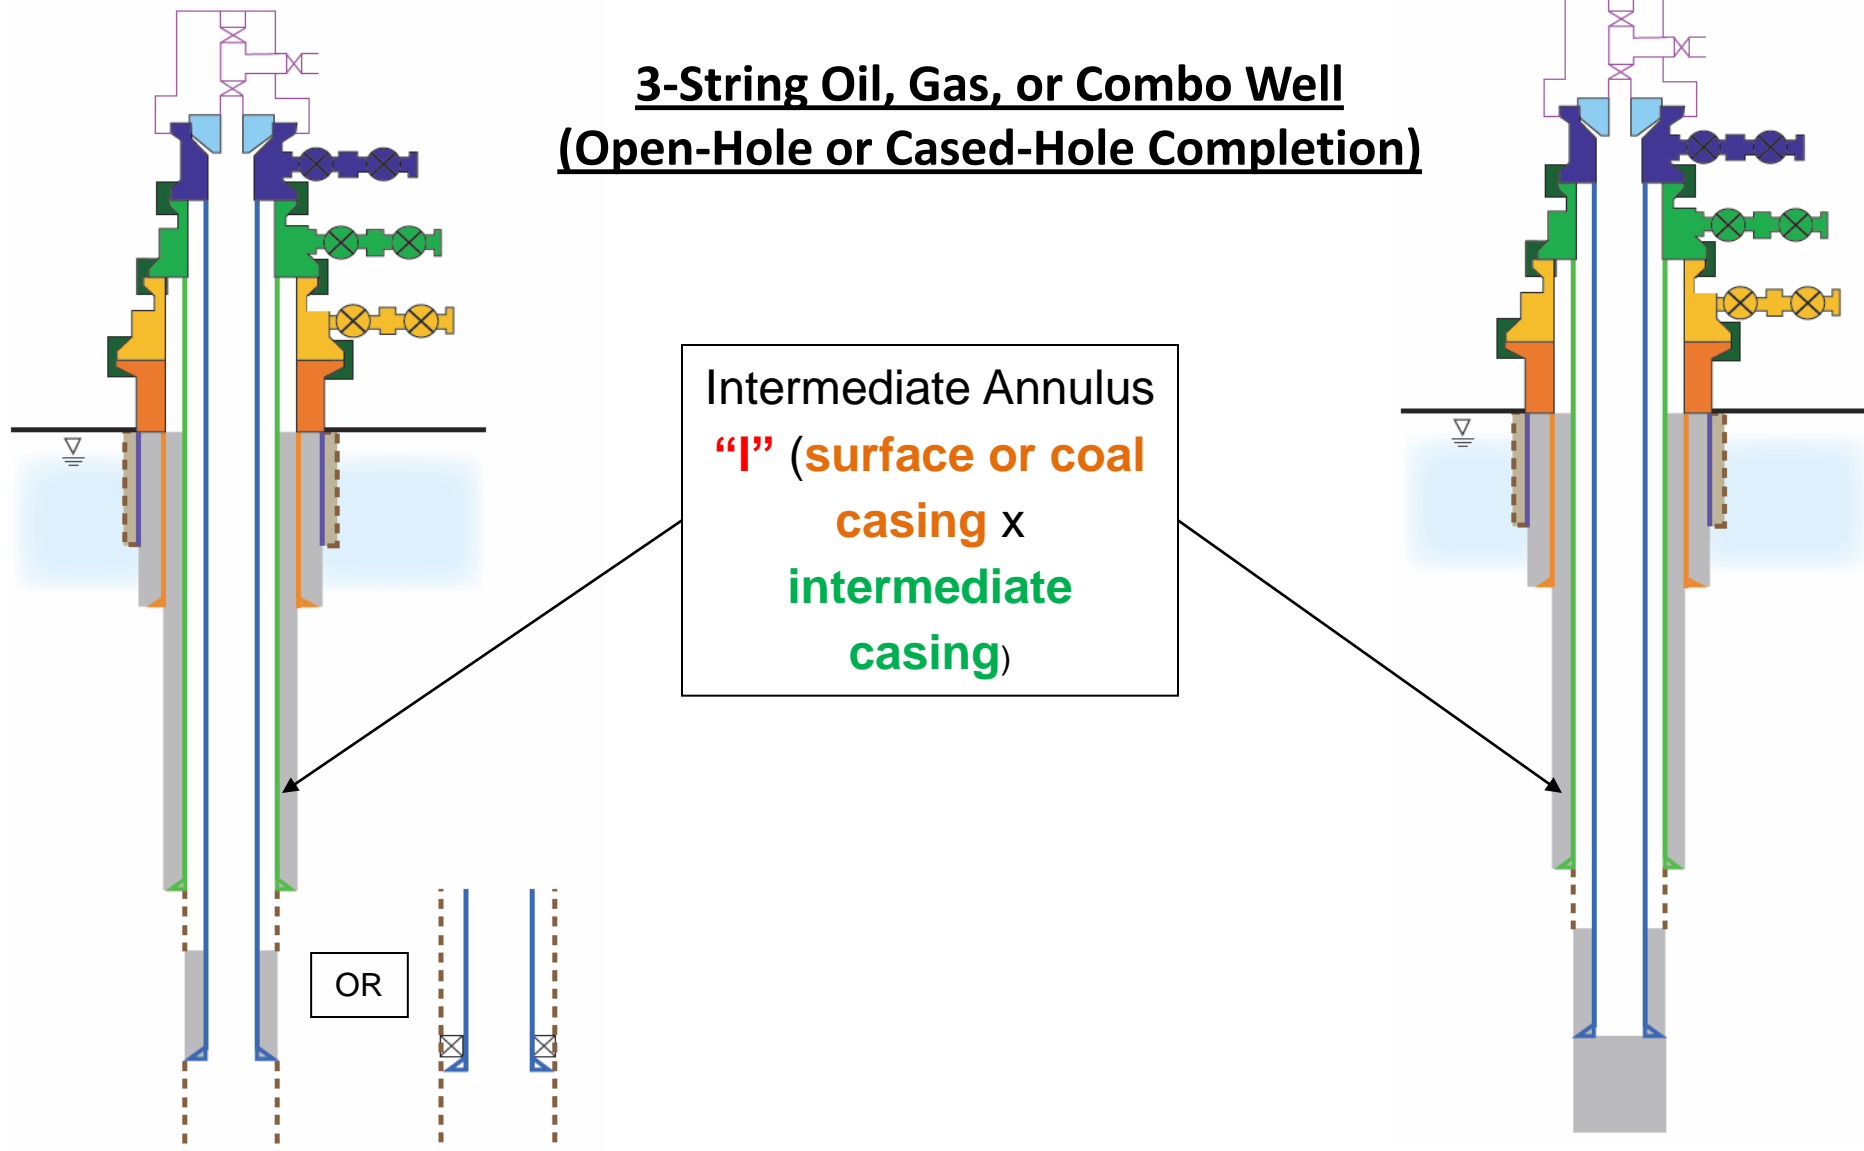 3-String Oil, Gas, or Combo Well
(Open-Hole or Cased-Hole Completion)
Intermediate Annulus
“I” (surface or coal
casing x
intermediate
casing)
OR